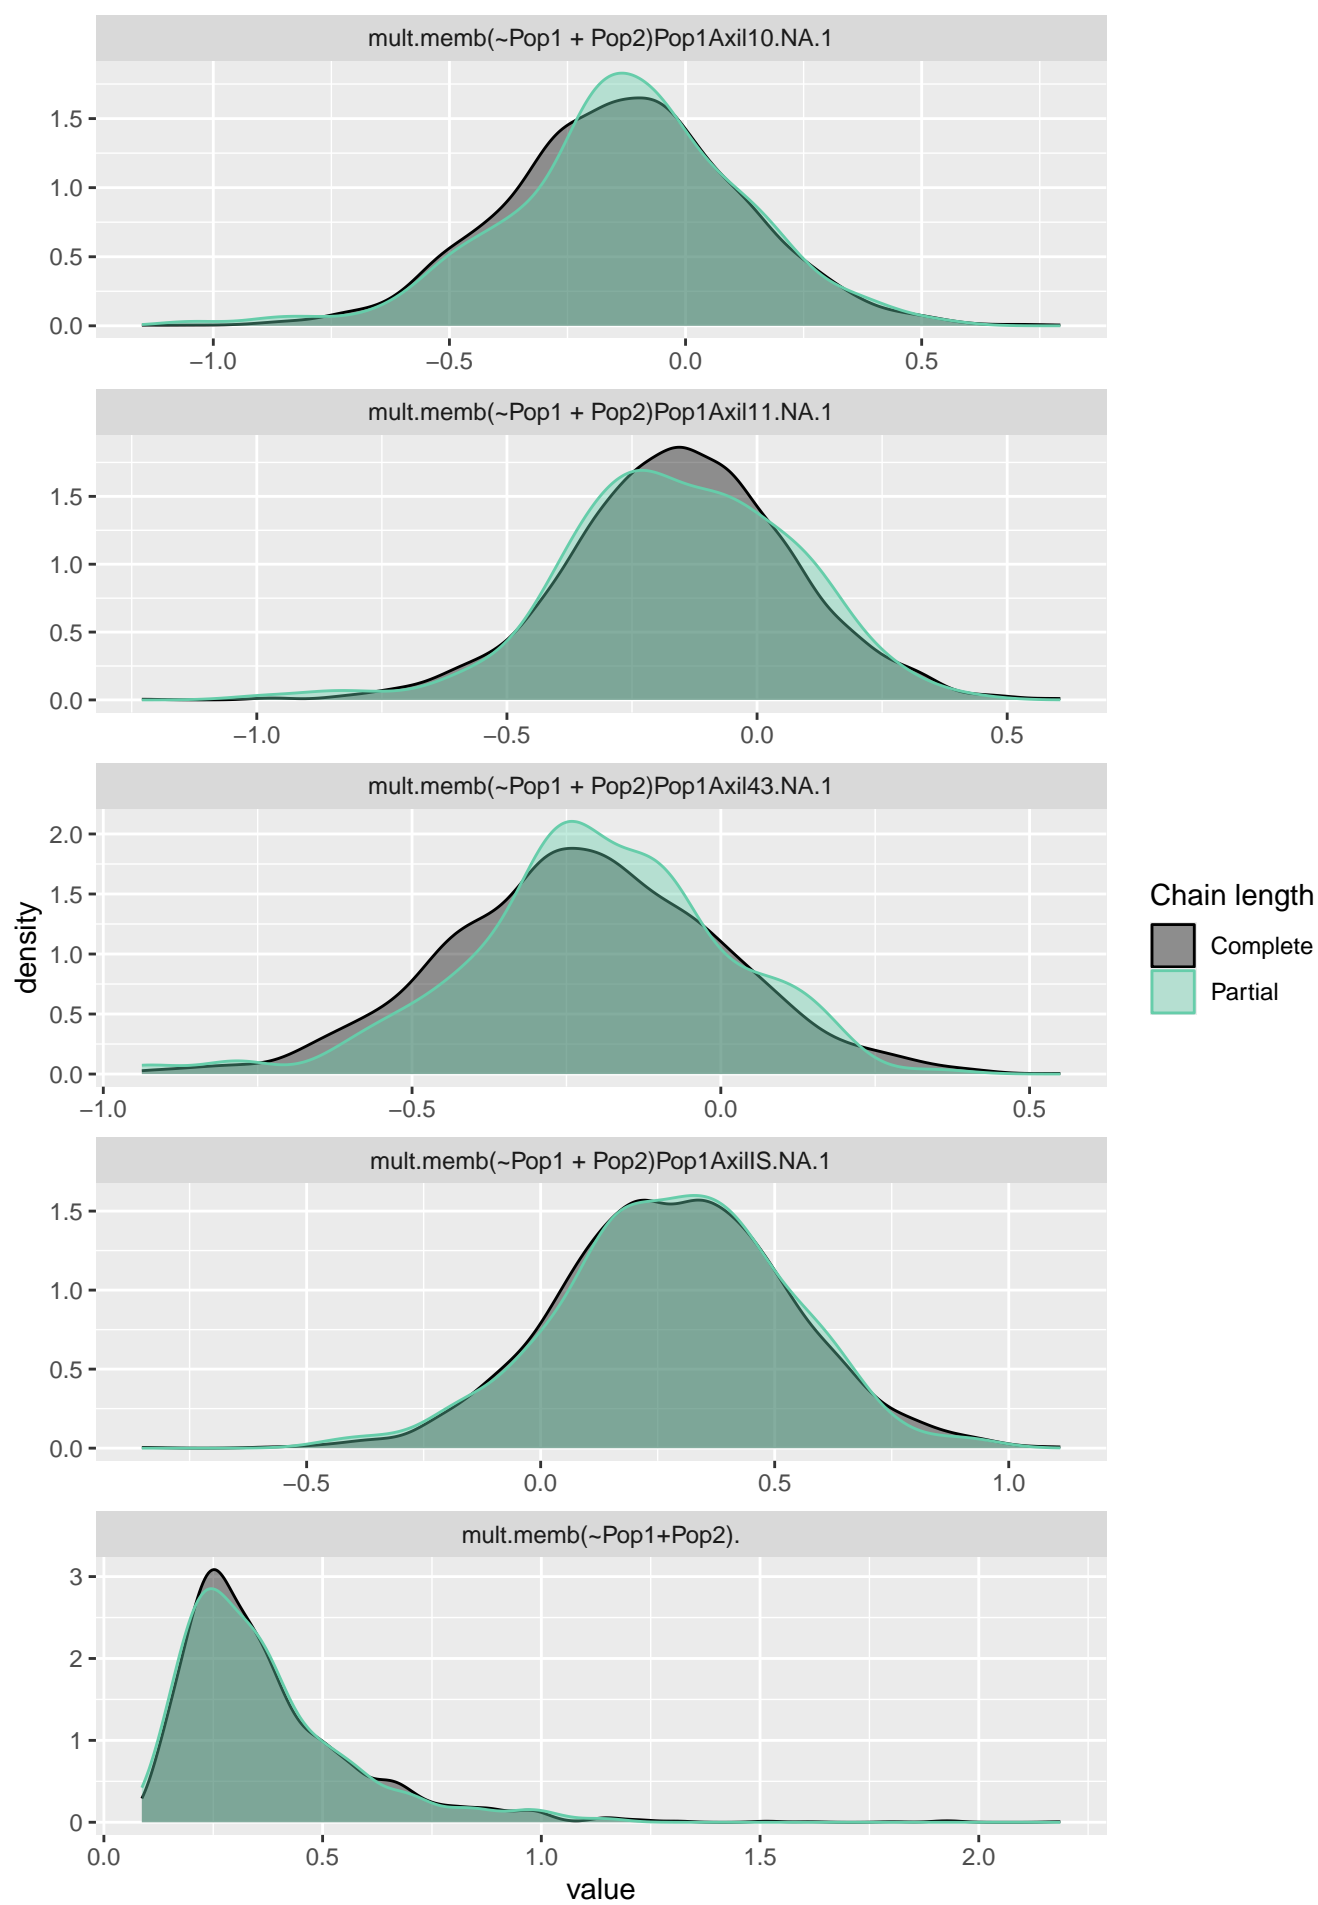 mult.memb(~Pop1 + Pop2)Pop1Axil10.NA.1
1.5
1.0
0.5
0.0
−1.0 −0.5 0.0 0.5
mult.memb(~Pop1 + Pop2)Pop1Axil11.NA.1
1.5
1.0
0.5
0.0
−1.0 −0.5 0.0 0.5
mult.memb(~Pop1 + Pop2)Pop1Axil43.NA.1
2.0
1.5
1.0
0.5
0.0
−1.0 −0.5 0.0 0.5
density
mult.memb(~Pop1 + Pop2)Pop1AxilIS.NA.1
1.5
1.0
0.5
0.0
−0.5 0.0 0.5 1.0
mult.memb(~Pop1+Pop2).
3
2
1
0
0.0 0.5 1.0 1.5 2.0
value
Chain length
Complete
Partial